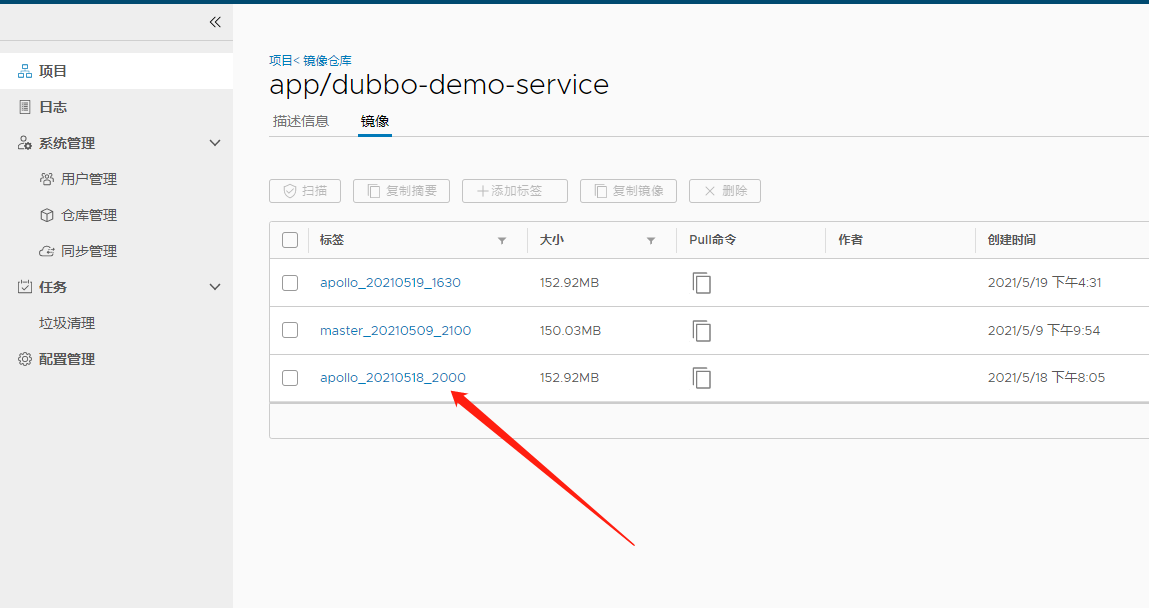 项目
日志
系统管理
用户管理
仓库管理
同步管理
任务
垃圾清理
配置管理
项目< 镜像仓库
app/dubbo-demo-service
描述信息 镜像
扫描 复制摘要 +添加标签 复制镜像 × 删除
标签 大小 Pull命令 作者 创建时间
apollo_20210519_1630 152.92MB 2021/5/19 下午4:31
master_20210509_2100 150.03MB 2021/5/9 下午9:54
apollo_20210518_2000 152.92MB 2021/5/18 下午8:05